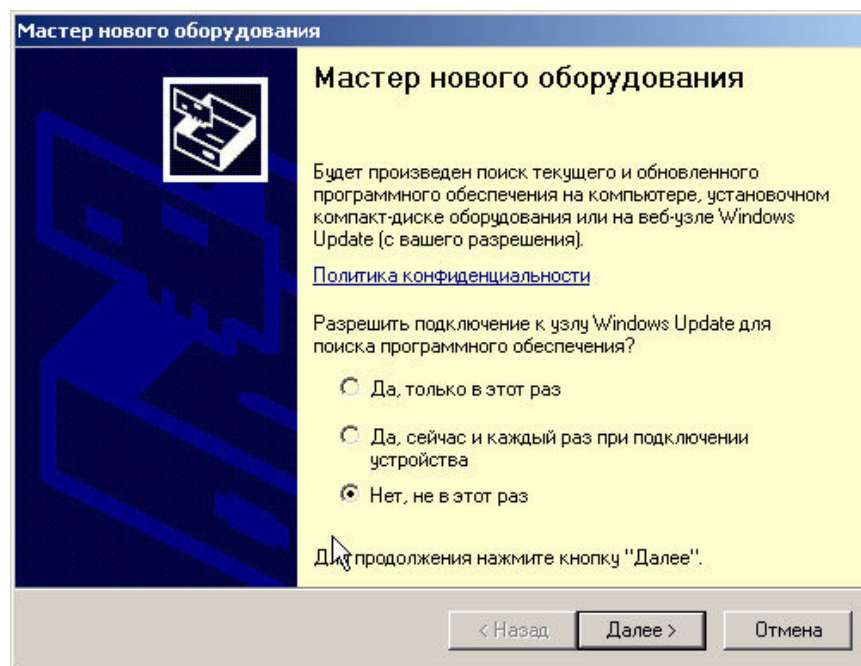 Мастер нового оборудования
Мастер нового оборудования
Будет произведен поиск текущего и обновленного
программного обеспечения на компьютере, установочном
компакт-диске оборудования или на веб-узле Windows
Update (с вашего разрешения).
Политика конфиденциальности
Разрешить подключение к узлу Windows Update для
поиска программного обеспечения?
Да, только в этот раз
Да, сейчас и каждый раз при подключении
устройства
Нет, не в этот раз
Для продолжения нажмите кнопку "Далее".
< Назад
Далее >
Отмена